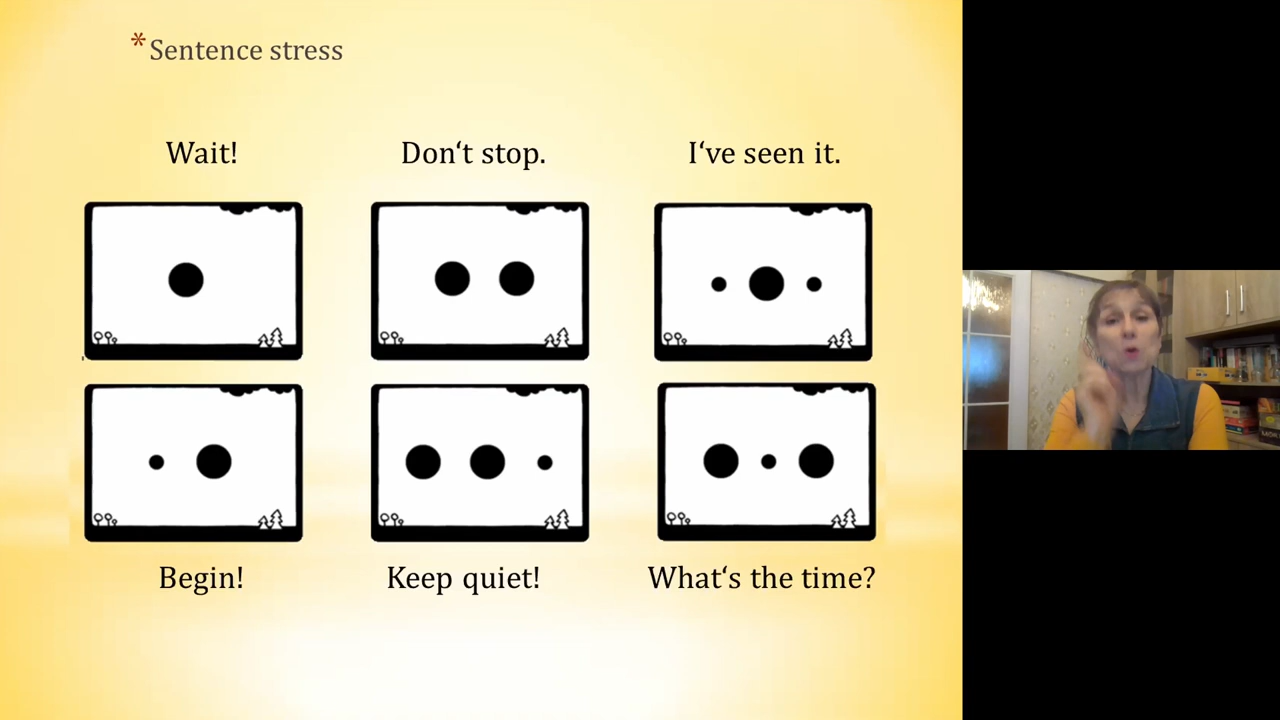 *Sentence stress
Wait!
Don‘t stop.
I‘ve seen it.
Begin!
Keep quiet!
What‘s the time?